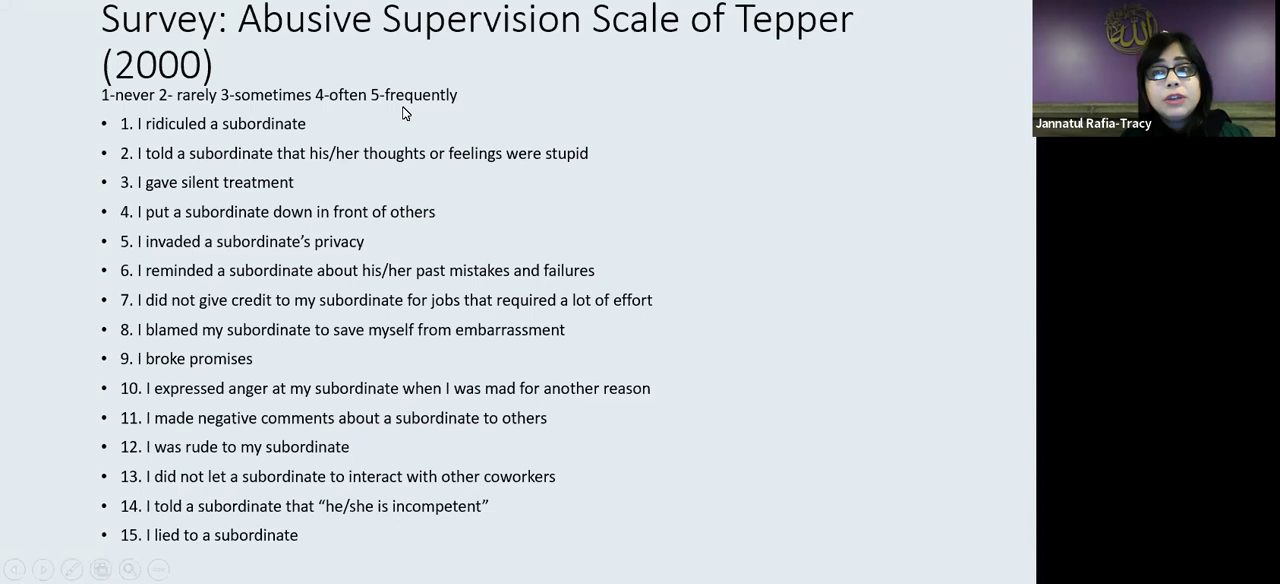 Survey: Abusive Supervision Scale of Tepper
(2000)
1-never 2- rarely 3-sometimes 4-often 5-frequently
• 1. I ridiculed a subordinate
• 2. I told a subordinate that his/her thoughts or feelings were stupid
• 3. I gave silent treatment
• 4. I put a subordinate down in front of others
• 5. I invaded a subordinate’s privacy
• 6. I reminded a subordinate about his/her past mistakes and failures
• 7. I did not give credit to my subordinate for jobs that required a lot of effort
• 8. I blamed my subordinate to save myself from embarrassment
• 9. I broke promises
• 10. I expressed anger at my subordinate when I was mad for another reason
• 11. I made negative comments about a subordinate to others
• 12. I was rude to my subordinate
• 13. I did not let a subordinate to interact with other coworkers
• 14. I told a subordinate that “he/she is incompetent”
• 15. I lied to a subordinate
الله
Jannatul Rafia-Tracy